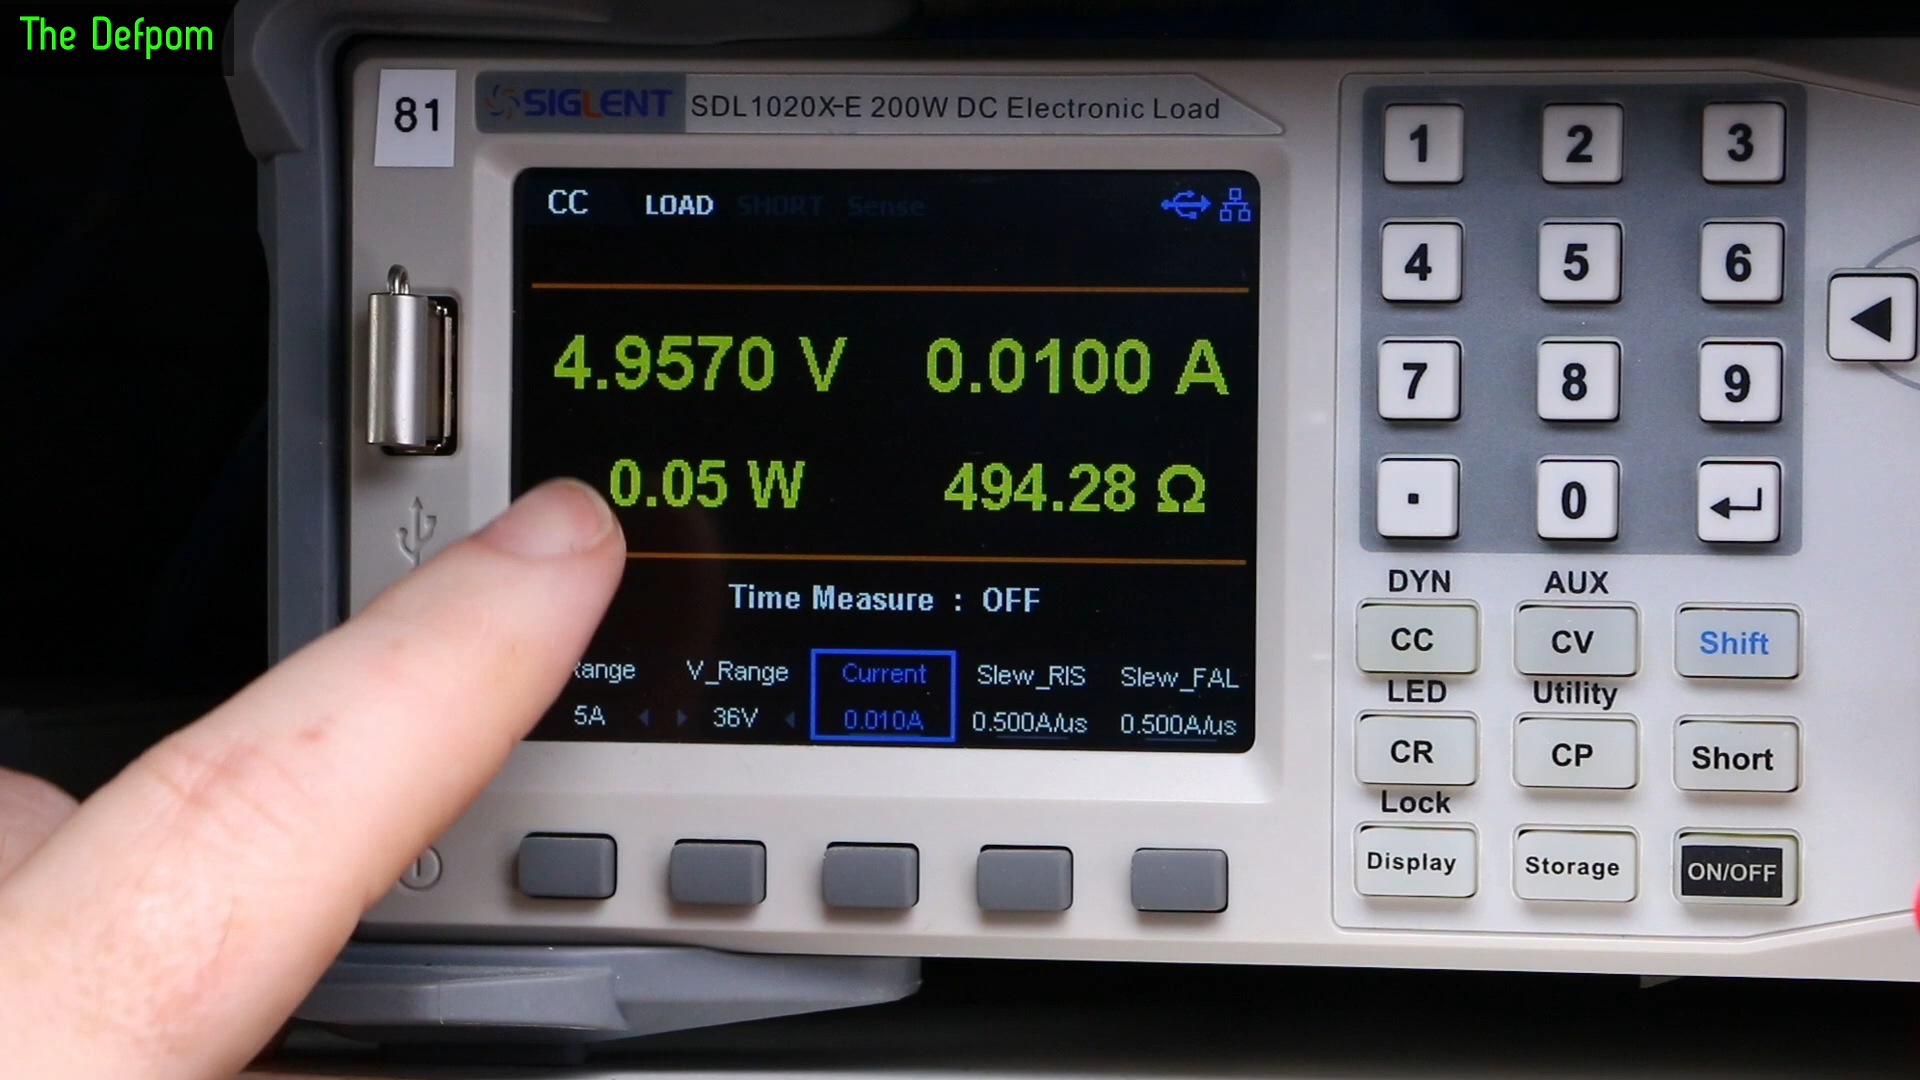 The Defpom
81
SIGLENT SDL1020X-E 200W DC Electronic Load
CC LOAD SHORT Sense
4.9570 V 0.0100 A
0.05 W 494.28 Ω
Time Measure : OFF
ange V_Range Current Slew_RIS Slew_FAL
5A 36V 0.010A 0.500A/us 0.500A/us
1 2 3
4 5 6
7 8 9
. 0
DYN AUX
CC CV Shift
LED Utility
CR CP Short
Lock
Display Storage ON/OFF